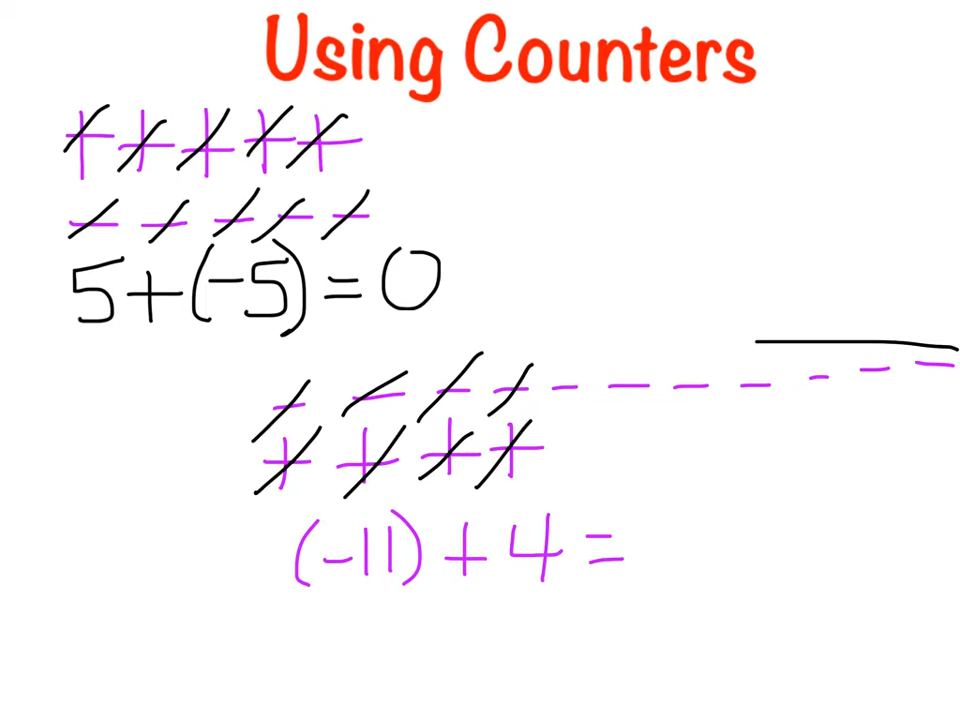 Using Counters
+ + + + +
- - - - -
5+(-5)=0
- - - - - - - - - - -
+ + + +
(-11)+4=